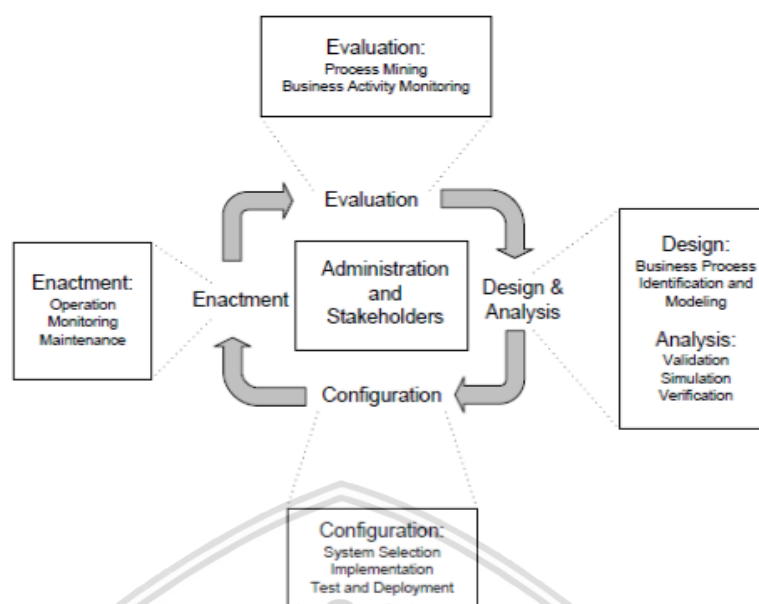 Evaluation:
Process Mining
Business Activity Monitoring
Evaluation
Enactment:
Operation
Monitoring
Maintenance
Enactment
Administration
and
Stakeholders
Design &
Analysis
Design:
Business Process
Identification and
Modeling
Analysis:
Validation
Simulation
Verification
Configuration
Configuration:
System Selection
Implementation
Test and Deployment